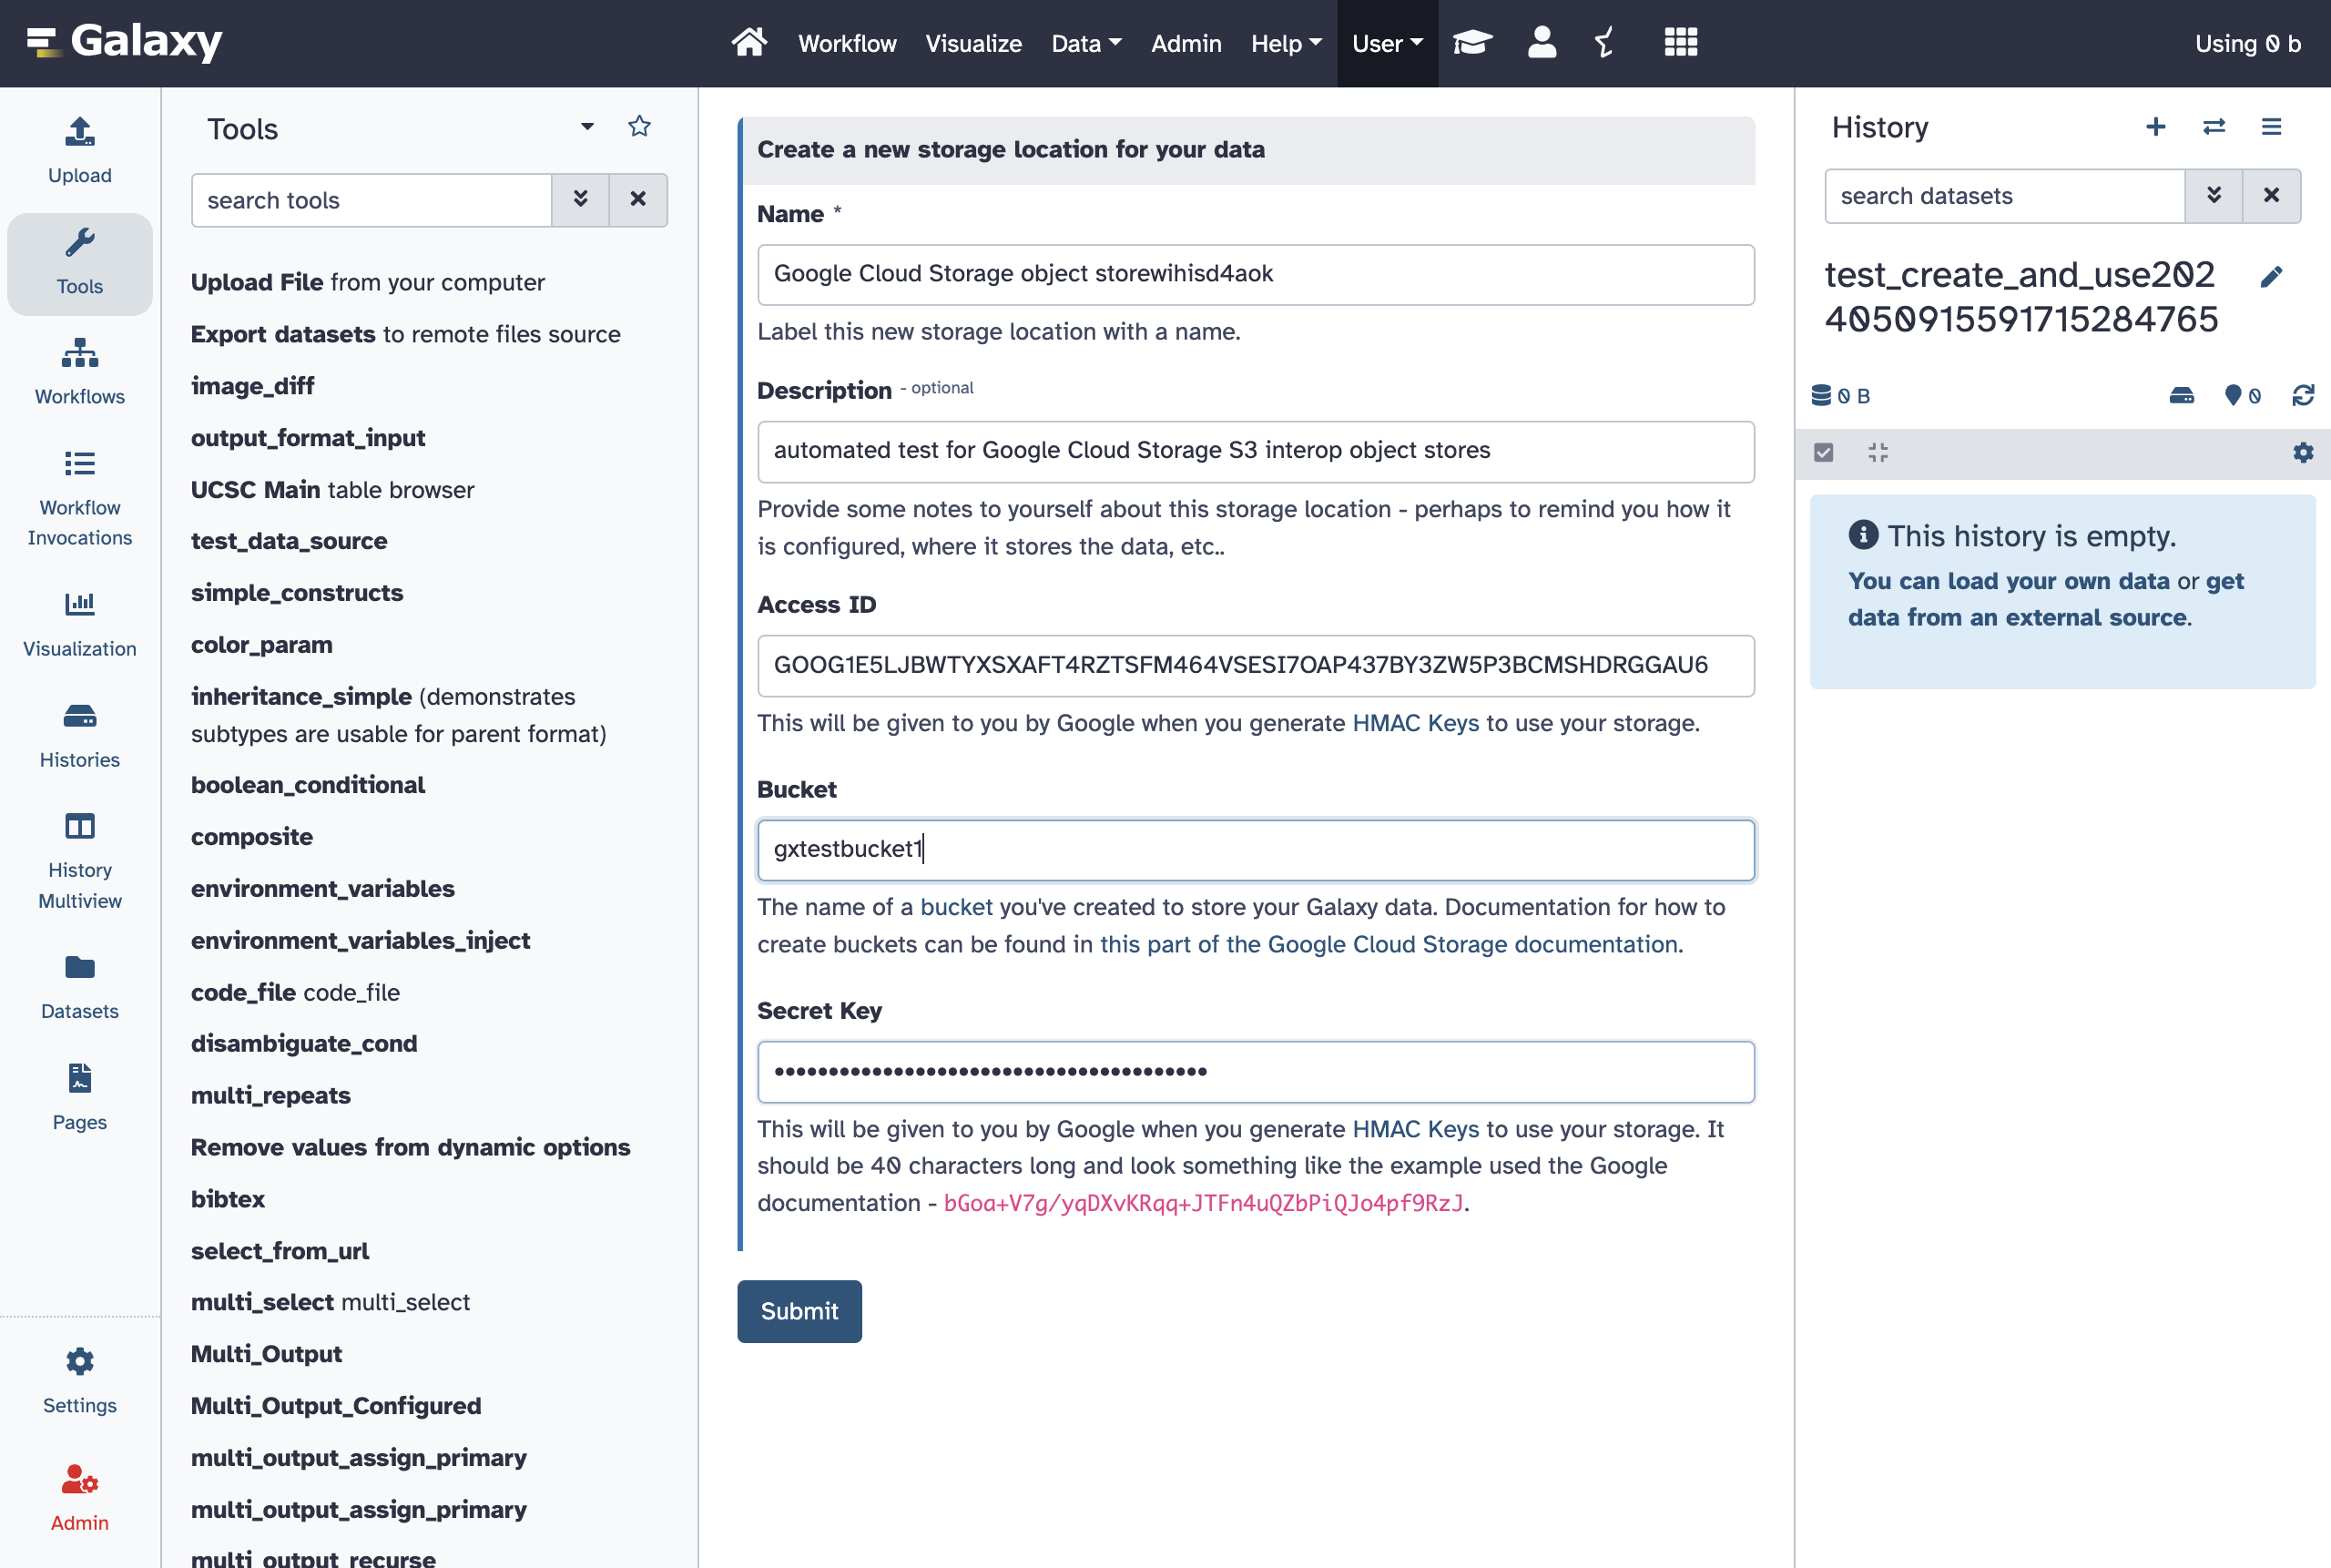 Galaxy
Workflow
Visualize
Data
Admin
Help
User
Using 0 b
Upload
Tools
Workflows
Workflow
Invocations
Visualization
Histories
History
Multiview
Datasets
Pages
Settings
Admin
Tools
search tools
Upload File from your computer
Export datasets to remote files source
image_diff
output_format_input
UCSC Main table browser
test_data_source
simple_constructs
color_param
inheritance_simple (demonstrates
subtypes are usable for parent format)
boolean_conditional
composite
environment_variables
environment_variables_inject
code_file code_file
disambiguate_cond
multi_repeats
Remove values from dynamic options
bibtex
select_from_url
multi_select multi_select
Multi_Output
Multi_Output_Configured
multi_output_assign_primary
multi_output_assign_primary
multi_output_recurse
Create a new storage location for your data
Name *
Google Cloud Storage object storewihisd4aok
Label this new storage location with a name.
Description - optional
automated test for Google Cloud Storage S3 interop object stores
Provide some notes to yourself about this storage location - perhaps to remind you how it
is configured, where it stores the data, etc..
Access ID
GOOG1E5LJBWTYXSXAFT4RZTSFM464VSESI7OAP437BY3ZW5P3BCMSHDRGGAU6
This will be given to you by Google when you generate HMAC Keys to use your storage.
Bucket
gxtestbucket1
The name of a bucket you've created to store your Galaxy data. Documentation for how to
create buckets can be found in this part of the Google Cloud Storage documentation.
Secret Key
••••••••••••••••••••••••••••••••••••••••
This will be given to you by Google when you generate HMAC Keys to use your storage. It
should be 40 characters long and look something like the example used the Google
documentation - bGoa+V7g/yqDXvKRqq+JTFn4uQZbPiQJo4pf9RzJ.
Submit
History
search datasets
test_create_and_use202
4050915591715284765
0 B
0
This history is empty.
You can load your own data or get
data from an external source.